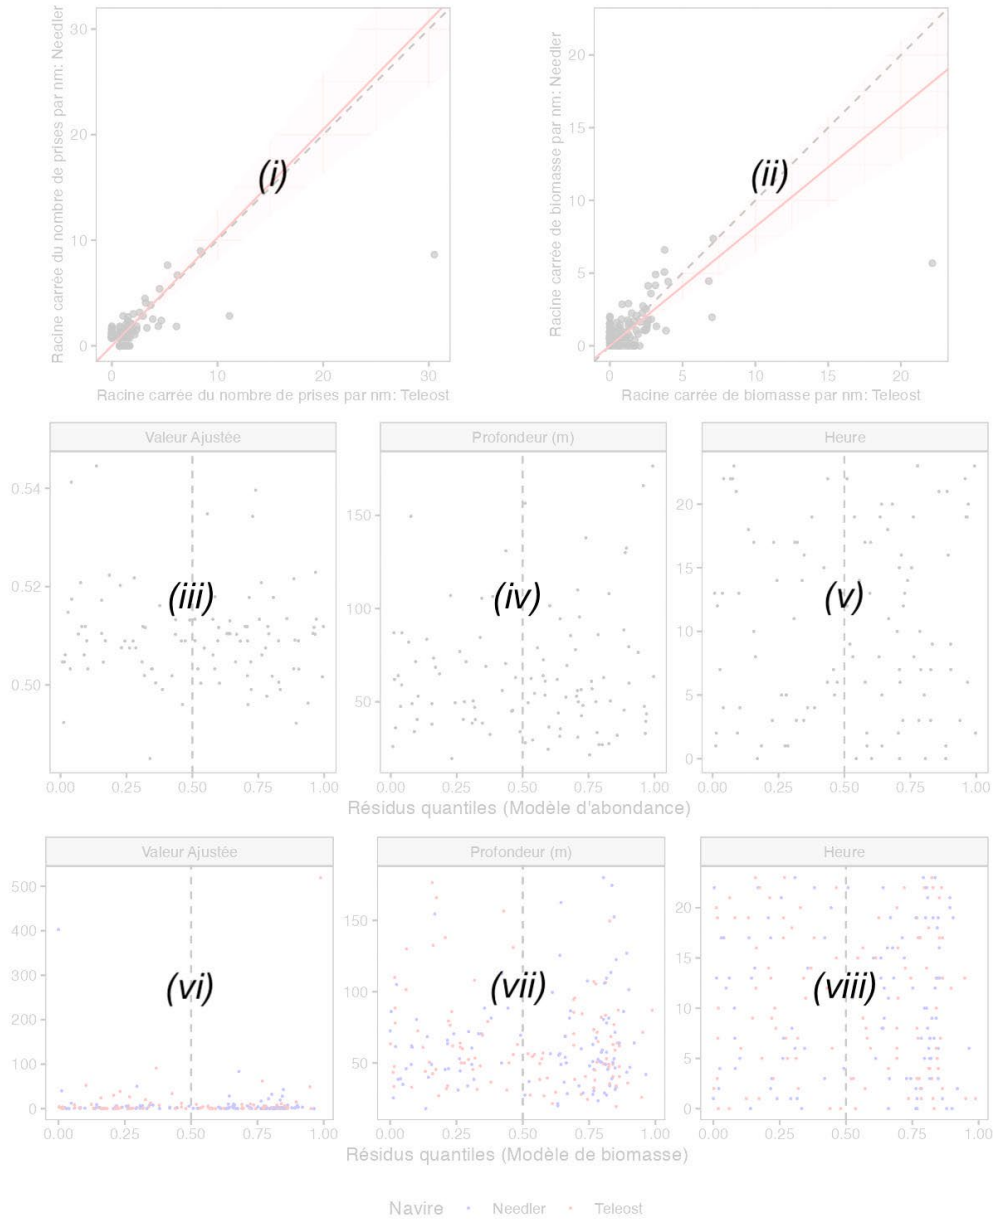 Racine carrée du nombre de prises par nm: Needler
30
20
10
0
(i)
0 10 20 30
Racine carrée du nombre de prises par nm: Teleost
Racine carrée de biomasse par nm: Needler
20
15
10
5
0
(ii)
0 5 10 15 20
Racine carrée de biomasse par nm: Teleost
Valeur Ajustée
0.54
0.52
0.50
(iii)
0.00 0.25 0.50 0.75 1.00
Profondeur (m)
150
100
50
(iv)
0.00 0.25 0.50 0.75 1.00
Heure
20
15
10
5
0
(v)
0.00 0.25 0.50 0.75 1.00
Résidus quantiles (Modèle d'abondance)
Valeur Ajustée
500
400
300
200
100
0
(vi)
0.00 0.25 0.50 0.75 1.00
Profondeur (m)
150
100
50
(vii)
0.00 0.25 0.50 0.75 1.00
Heure
20
15
10
5
0
(viii)
0.00 0.25 0.50 0.75 1.00
Résidus quantiles (Modèle de biomasse)
Navire Needler Teleost